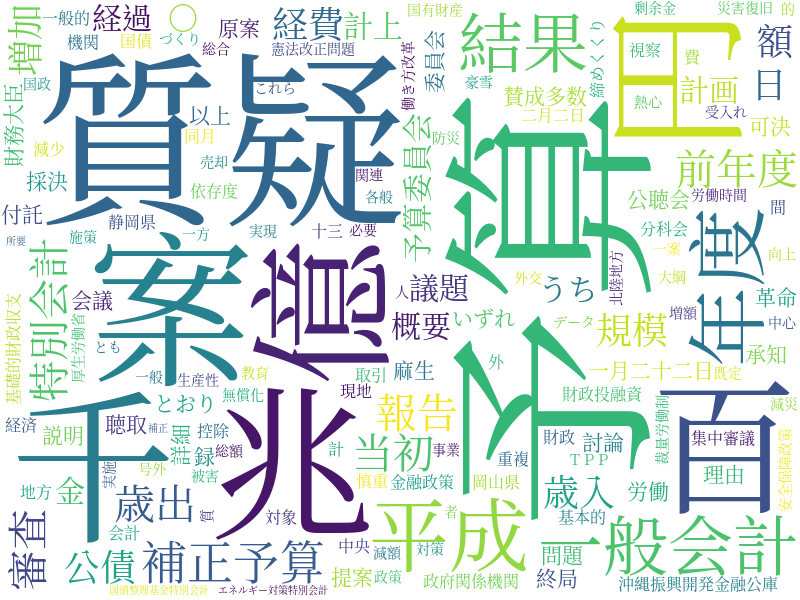 一般的
経過
〇
原案
経費
計上
国有財産
結果
剰余金
災害復旧
的
増加
機関
国債
づくり
総合
憲法改正問題
働き方改革
委員会
豪雪
締めくくり
視察
費
円
額
日
国政
質疑
これら
賛成多数
熱心
計画
受入れ
財務大臣
減少
同月
以上
二月二日
可決
採決
売却
依存度
関連
各般
予算委員会
防災
予算
前年度
付託
静岡県
一方
実現
十三
必要
公聴会
労働時間
間
所要
施策
分科会
年度
案
億
議題
外交
北陸地方
一案
大綱
向上
特別会計
会議
人
うち
増額
革命
概要
いずれ
データ
規模
中心
承知
基礎的財政収支
厚生労働省
とも
一般
生産性
教育
無償化
取引
麻生
外
一月二十二日
既定
現地
財政投融資
減災
千
兆
経済
聴取
とおり
補正
報告
面
裁量労働制
集中審議
説明
詳細
控除
録
総額
計
当初
事業
重複
財政
討論
安全保障政策
地方
金
実施
号外
被害
慎重
金融政策
岡山県
TPP
歳入
労働
理由
審査
歳出
質
対象
平成
者
基本的
一般会計
公債
会計
補正予算
中央
減額
対策
提案
政策
政府関係機関
終局
問題
沖縄振興開発金融公庫
国債整理基金特別会計
エネルギー対策特別会計